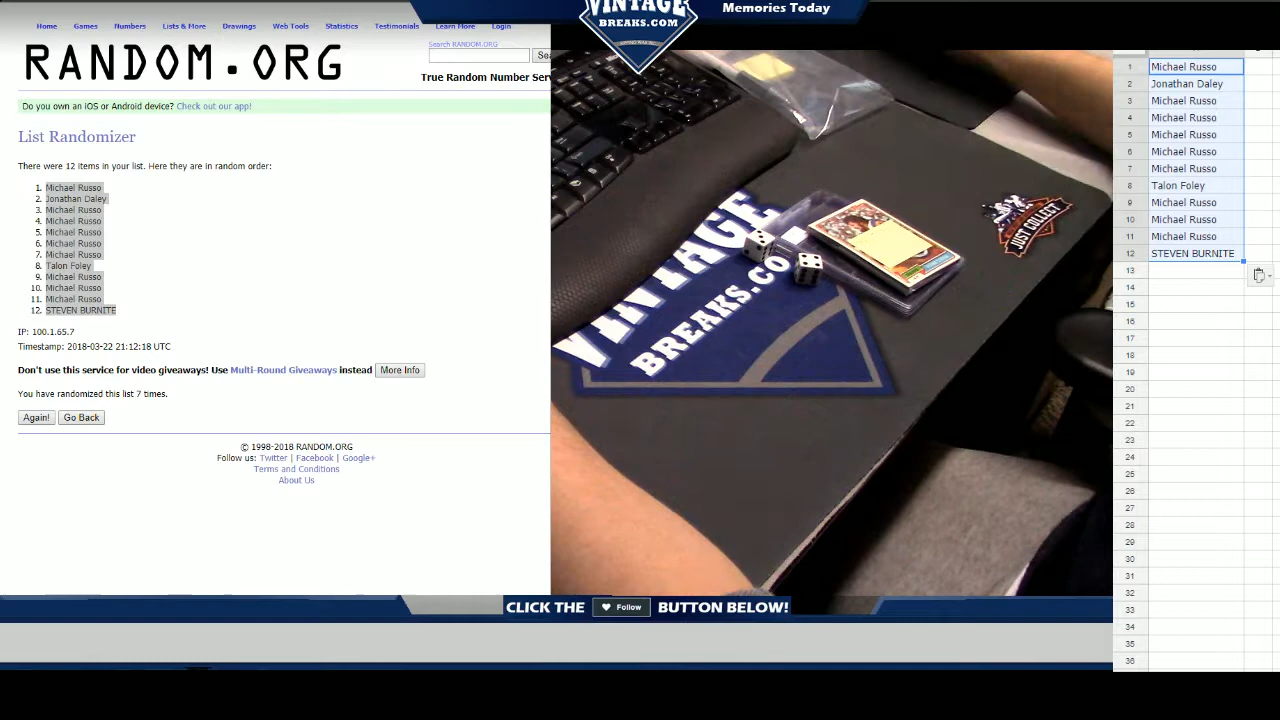 Home Games Numbers Lists & More Drawings Web Tools Statistics Testimonials Learn More Login
RANDOM.ORG
Search RANDOM.ORG
True Random Number
Do you own an iOS or Android device? Check out our app!
List Randomizer
There were 12 items in your list. Here they are in random order:
1. Michael Russo
2. Jonathan Daley
3. Michael Russo
4. Michael Russo
5. Michael Russo
6. Michael Russo
7. Michael Russo
8. Talon Foley
9. Michael Russo
10. Michael Russo
11. Michael Russo
12. STEVEN BURNITE
IP: 100.1.65.7
Timestamp: 2018-03-22 21:12:18 UTC
Don't use this service for video giveaways! Use Multi-Round Giveaways instead More Info
You have randomized this list 7 times.
Again! Go Back
© 1998-2018 RANDOM.ORG
Follow us: Twitter | Facebook | Google+
Terms and Conditions
About Us
VINTAGE
BREAKS.COM
Memories Today
VINTAGE
BREAKS.CO
JUST COLLECT
CLICK THE Follow BUTTON BELOW!
1 Michael Russo
2 Jonathan Daley
3 Michael Russo
4 Michael Russo
5 Michael Russo
6 Michael Russo
7 Michael Russo
8 Talon Foley
9 Michael Russo
10 Michael Russo
11 Michael Russo
12 STEVEN BURNITE
13
14
15
16
17
18
19
20
21
22
23
24
25
26
27
28
29
30
31
32
33
34
35
36